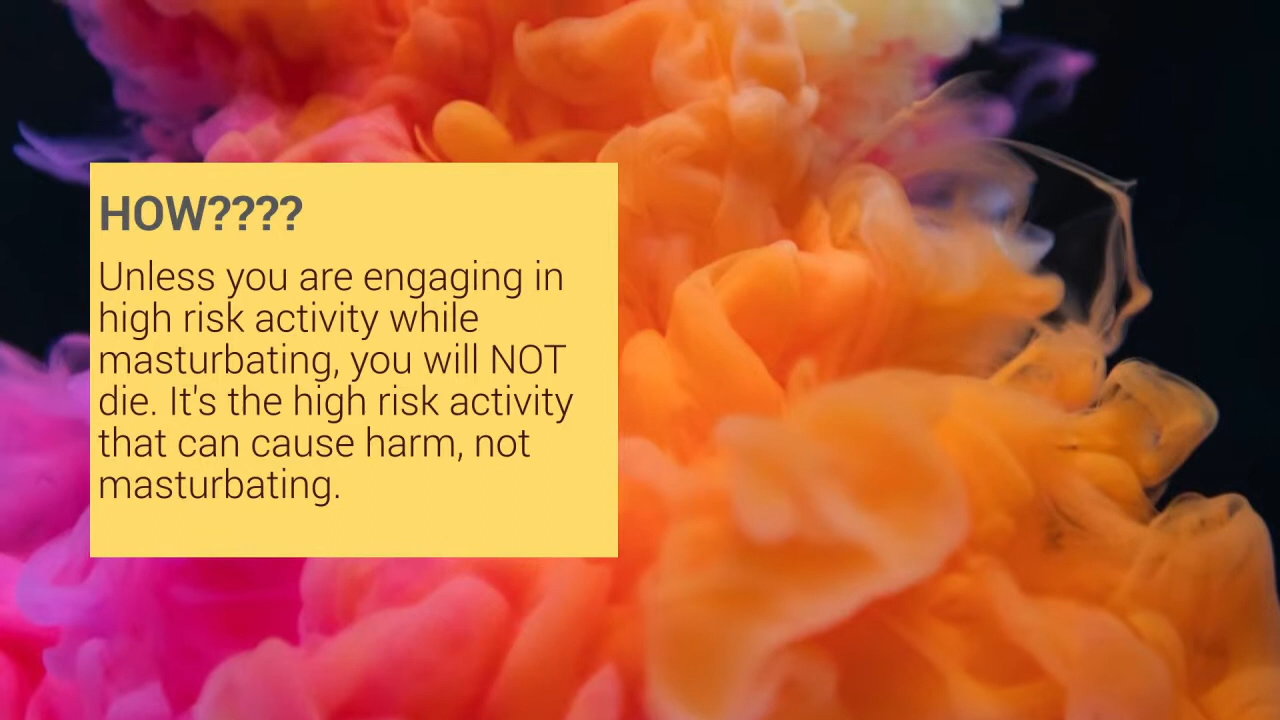 HOW????
Unless you are engaging in
high risk activity while
masturbating, you will NOT
die. It's the high risk activity
that can cause harm, not
masturbating.